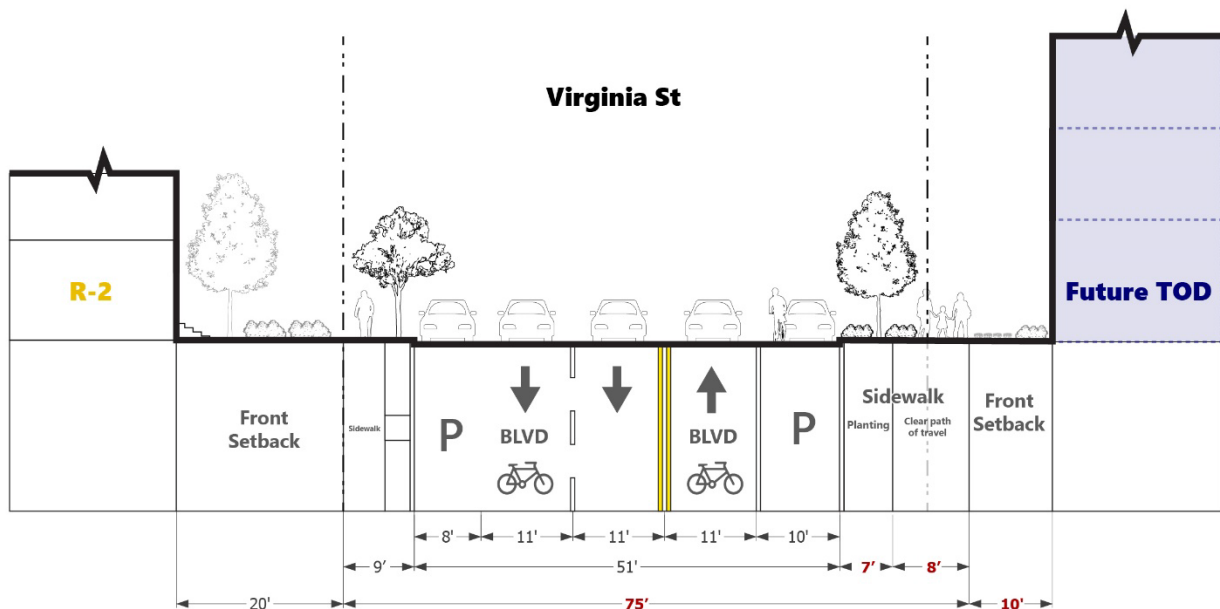 Virginia St
R-2
Future TOD
Front
Setback
Sidewalk
P
BLVD
BLVD
P
Sidewalk
Planting
Clear path
of travel
Front
Setback
8'
11'
11'
11'
10'
9'
51'
7'
8'
20'
75'
10'